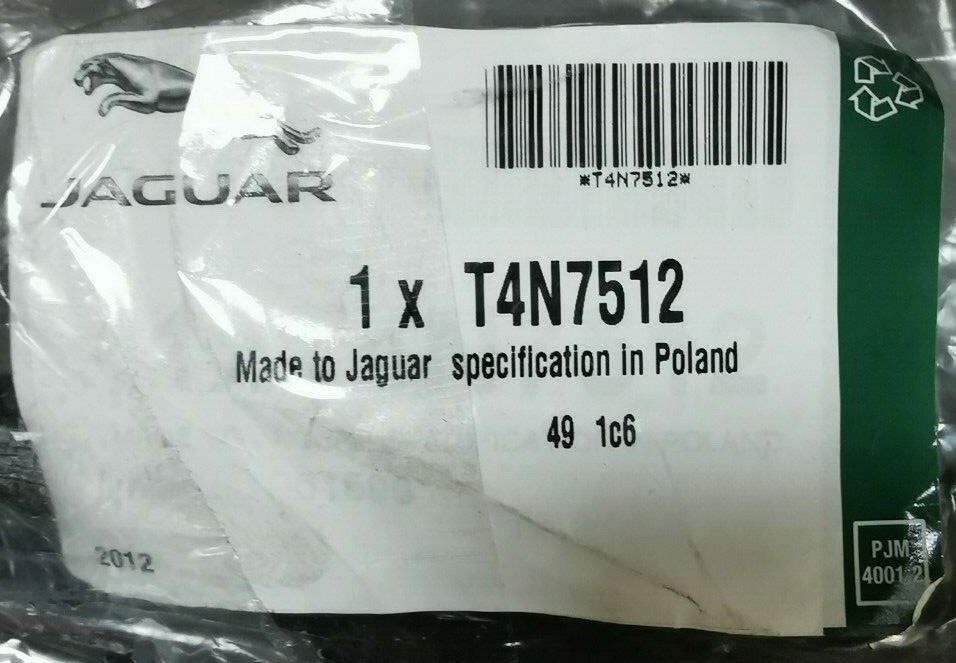 JAGUAR
*T4N7512*
1 x T4N7512
Made to Jaguar specification in Poland
49 1c6
2012
PJM
4001/2